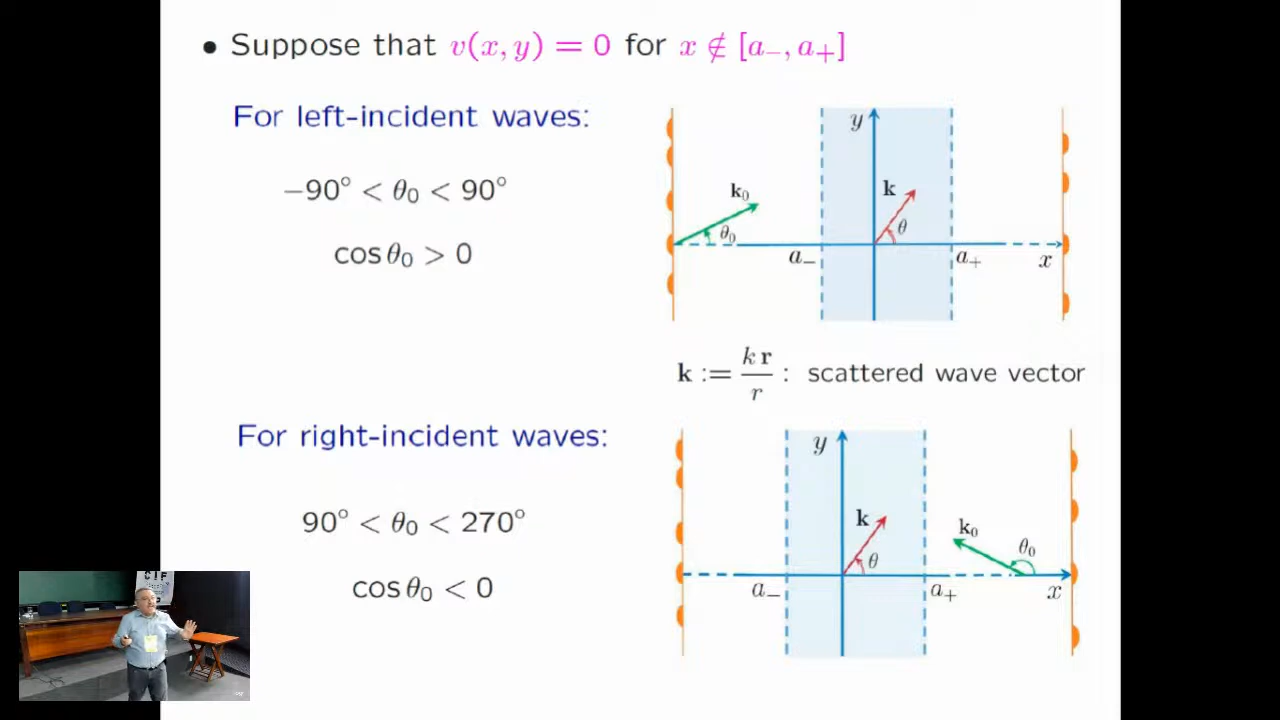 • Suppose that v(x, y) = 0 for x ∉ [a₋, a₊]
For left-incident waves:
−90° < θ₀ < 90°
cos θ₀ > 0
y
k₀
θ₀
k
θ
a₋
a₊
x
k := k r / r : scattered wave vector
For right-incident waves:
90° < θ₀ < 270°
cos θ₀ < 0
y
k
θ
k₀
θ₀
a₋
a₊
x
CIF